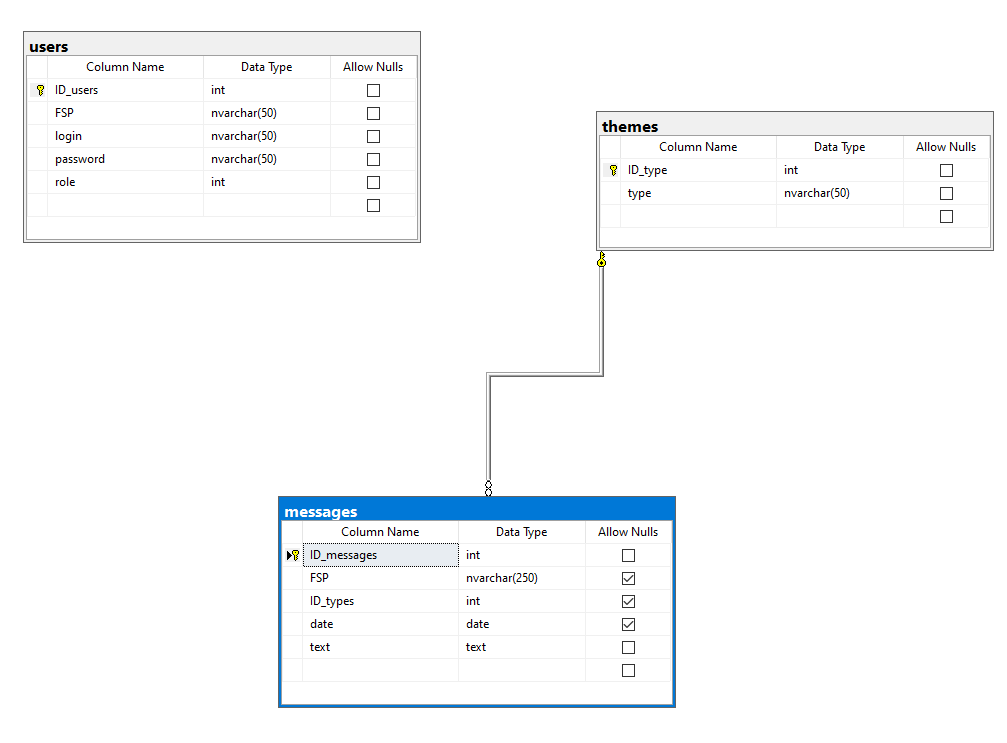 users
Column Name Data Type Allow Nulls
ID_users int
FSP nvarchar(50)
login nvarchar(50)
password nvarchar(50)
role int
themes
Column Name Data Type Allow Nulls
ID_type int
type nvarchar(50)
messages
Column Name Data Type Allow Nulls
ID_messages int
FSP nvarchar(250)
ID_types int
date date
text text